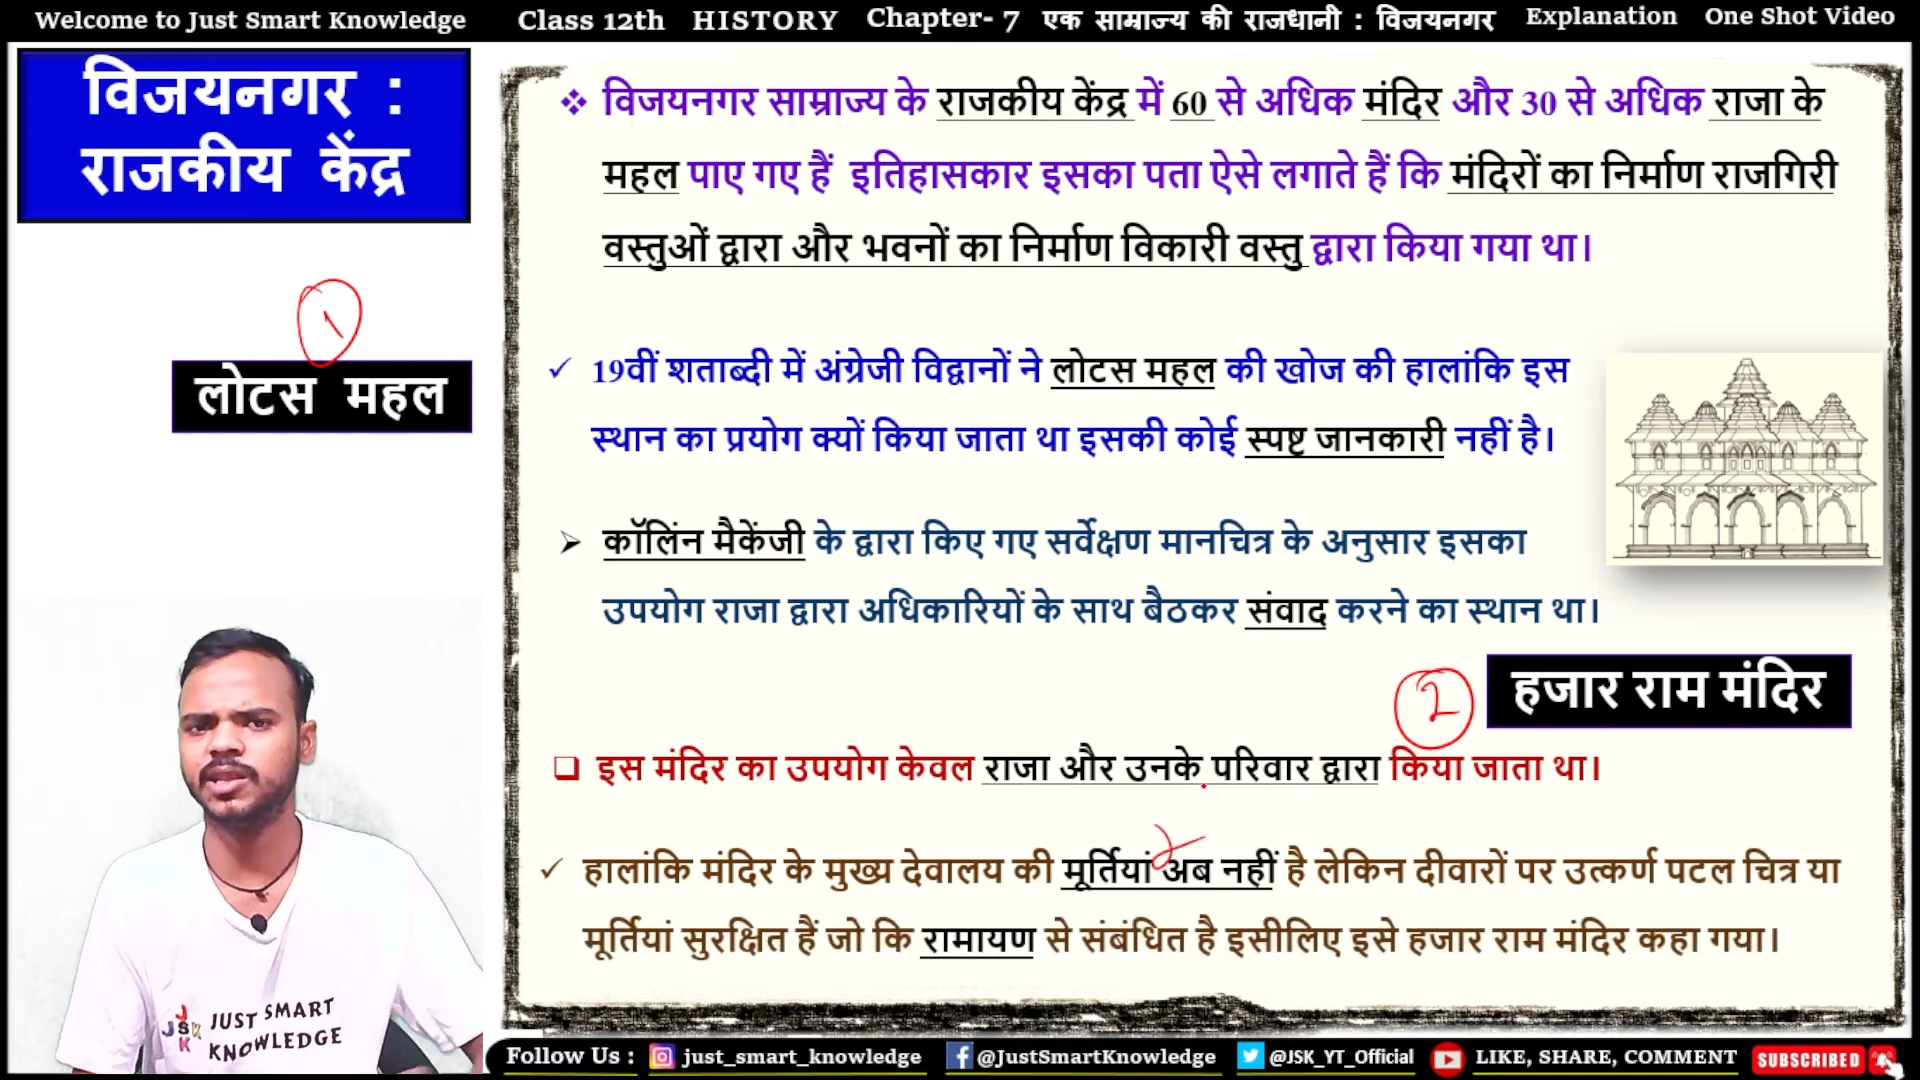 Welcome to Just Smart Knowledge Class 12th HISTORY Chapter- 7 एक साम्राज्य की राजधानी : विजयनगर Explanation One Shot Video
विजयनगर :
राजकीय केंद्र
❖ विजयनगर साम्राज्य के राजकीय केंद्र में 60 से अधिक मंदिर और 30 से अधिक राजा के
महल पाए गए हैं इतिहासकार इसका पता ऐसे लगाते हैं कि मंदिरों का निर्माण राजगिरी
वस्तुओं द्वारा और भवनों का निर्माण विकारी वस्तु द्वारा किया गया था।
1
लोटस महल
✓ 19वीं शताब्दी में अंग्रेजी विद्वानों ने लोटस महल की खोज की हालांकि इस
स्थान का प्रयोग क्यों किया जाता था इसकी कोई स्पष्ट जानकारी नहीं है।
➢ कॉलिंन मैकेंजी के द्वारा किए गए सर्वेक्षण मानचित्र के अनुसार इसका
उपयोग राजा द्वारा अधिकारियों के साथ बैठकर संवाद करने का स्थान था।
2
हजार राम मंदिर
❑ इस मंदिर का उपयोग केवल राजा और उनके परिवार द्वारा किया जाता था।
✓ हालांकि मंदिर के मुख्य देवालय की मूर्तियां अब नहीं है लेकिन दीवारों पर उत्कर्ण पटल चित्र या
मूर्तियां सुरक्षित हैं जो कि रामायण से संबंधित है इसीलिए इसे हजार राम मंदिर कहा गया।
JSK JUST SMART
KNOWLEDGE
Follow Us : just_smart_knowledge @JustSmartKnowledge @JSK_YT_Official LIKE, SHARE, COMMENT SUBSCRIBED